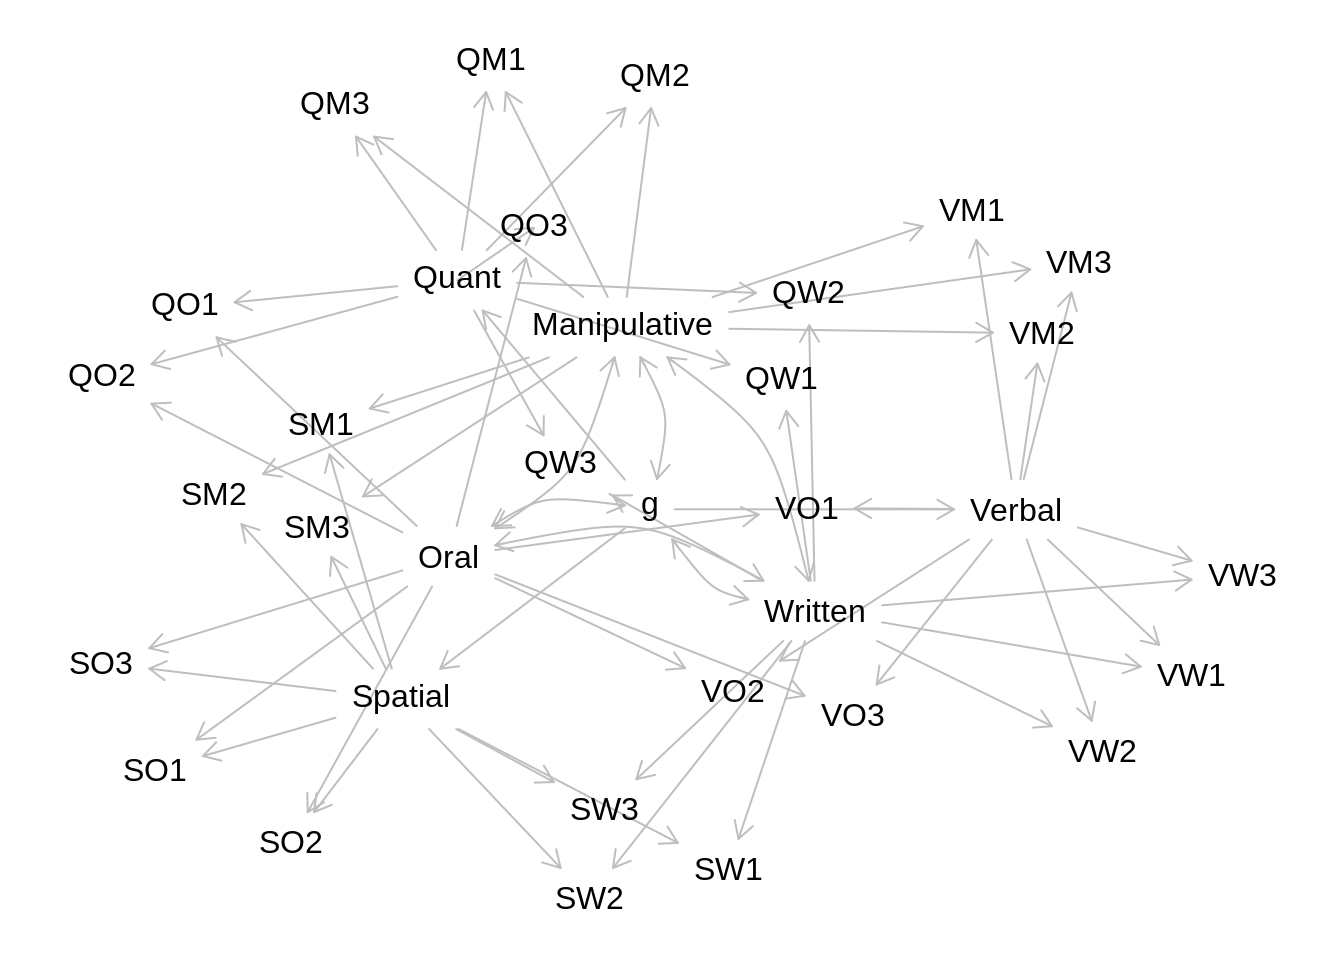 QM1
QM2
QM3
VM1
QO3
VM3
Quant
QW2
QO1
Manipulative
VM2
QO2
QW1
SM1
QW3
SM2
g
VO1
Verbal
SM3
Oral
VW3
Written
SO3
VW1
Spatial
VO2
VO3
VW2
SO1
SW3
SO2
SW1
SW2